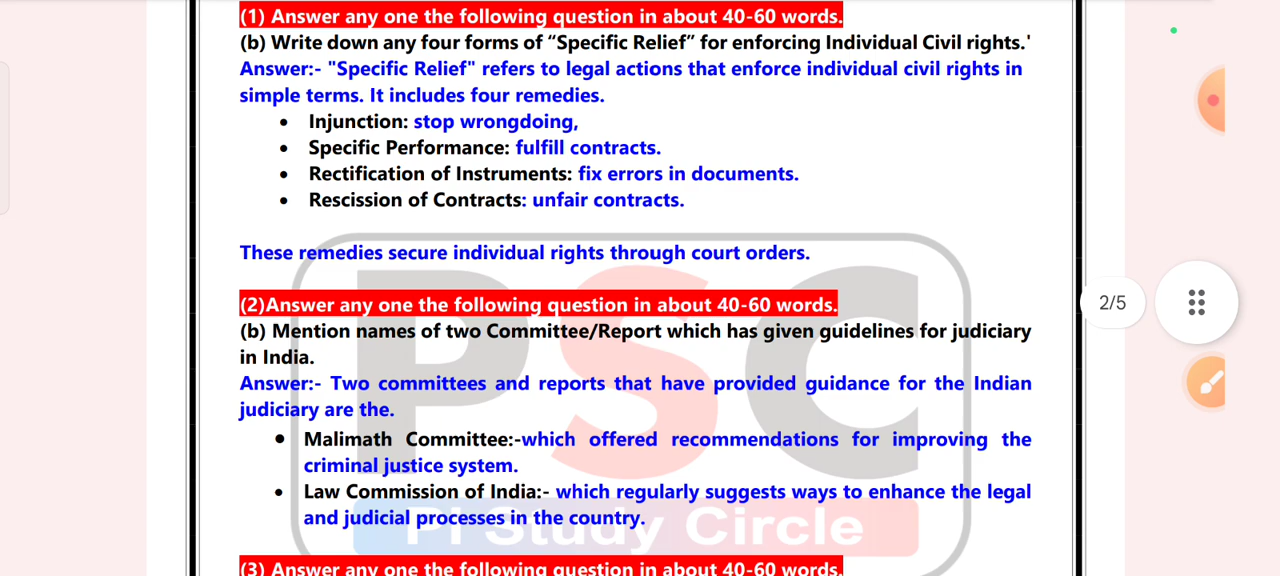 (1) Answer any one the following question in about 40-60 words.
(b) Write down any four forms of “Specific Relief” for enforcing Individual Civil rights.'
Answer:- "Specific Relief" refers to legal actions that enforce individual civil rights in
simple terms. It includes four remedies.
• Injunction: stop wrongdoing,
• Specific Performance: fulfill contracts.
• Rectification of Instruments: fix errors in documents.
• Rescission of Contracts: unfair contracts.
These remedies secure individual rights through court orders.
(2)Answer any one the following question in about 40-60 words.
(b) Mention names of two Committee/Report which has given guidelines for judiciary
in India.
Answer:- Two committees and reports that have provided guidance for the Indian
judiciary are the.
• Malimath Committee:-which offered recommendations for improving the
criminal justice system.
• Law Commission of India:- which regularly suggests ways to enhance the legal
and judicial processes in the country.
(3) Answer any one the following question in about 40-60 words.
2/5
PSC
PI Study Circle